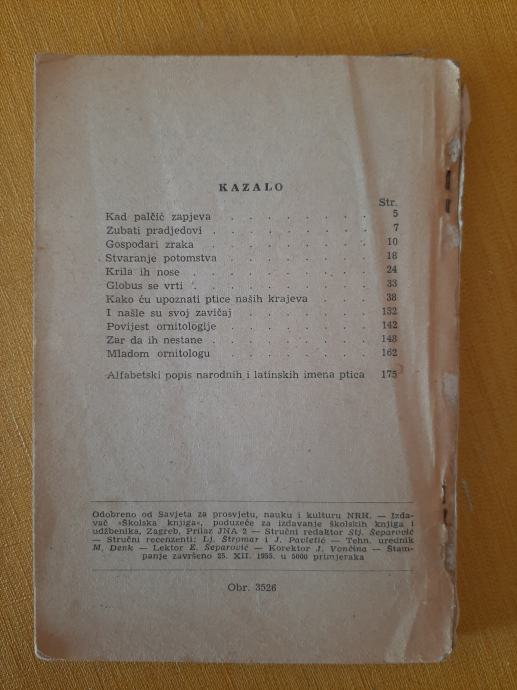 KAZALO
Str.
Kad palčić zapjeva . . . . . . . . 5
Zubati pradjedovi . . . . . . . . 7
Gospodari zraka . . . . . . . . 10
Stvaranje potomstva . . . . . . . 18
Krila ih nose . . . . . . . . . 24
Globus se vrti . . . . . . . . . 33
Kako ću upoznati ptice naših krajeva . . . 38
I našle su svoj zavičaj . . . . . . 132
Povijest ornitologije . . . . . . . 142
Zar da ih nestane . . . . . . . . 148
Mladom ornitologu . . . . . . . 162
Alfabetski popis narodnih i latinskih imena ptica 175
Odobreno od Savjeta za prosvjetu, nauku i kulturu NRH. — Izda-
vač »Školska knjiga«, poduzeće za izdavanje školskih knjiga i
udžbenika, Zagreb, Prilaz JNA 2 — Stručni redaktor Stj. Šeparović
— Stručni recenzenti: Lj. Štromar i J. Pavletić — Tehn. urednik
M. Denk — Lektor E. Šeparović — Korektor J. Vončina — Štam-
panje završeno 25. XII. 1955. u 5000 primjeraka
Obr. 3526